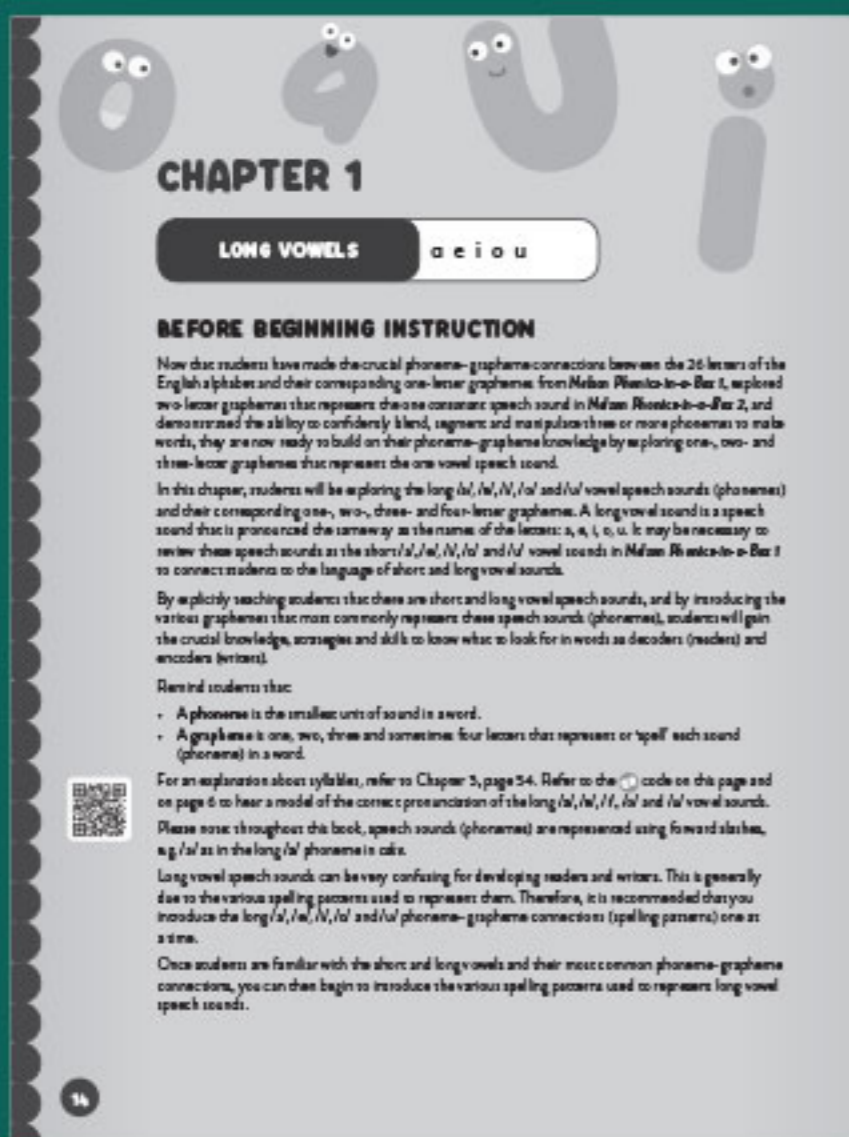 CHAPTER 1
LONG VOWELS a e i o u
BEFORE BEGINNING INSTRUCTION
Now that students have made the crucial phoneme–grapheme connections between the 26 letters of the
English alphabet and their corresponding one-letter graphemes from Nelson Phonics-in-a-Box 1, explored
two-letter graphemes that represent the one consonant speech sound in Nelson Phonics-in-a-Box 2, and
demonstrated the ability to confidently blend, segment and manipulate three or more phonemes to make
words, they are now ready to build on their phoneme–grapheme knowledge by exploring one-, two- and
three-letter graphemes that represent the one vowel speech sound.
In this chapter, students will be exploring the long /a/, /e/, /i/, /o/ and /u/ vowel speech sounds (phonemes)
and their corresponding one-, two-, three- and four-letter graphemes. A long vowel sound is a speech
sound that is pronounced the same way as the names of the letters: a, e, i, o, u. It may be necessary to
review these speech sounds as the short /a/, /e/, /i/, /o/ and /u/ vowel sounds in Nelson Phonics-in-a-Box 1
to connect students to the language of short and long vowel sounds.
By explicitly teaching students that there are short and long vowel speech sounds, and by introducing the
various graphemes that most commonly represent these speech sounds (phonemes), students will gain
the crucial knowledge, strategies and skills to know what to look for in words as decoders (readers) and
encoders (writers).
Remind students that:
• A phoneme is the smallest unit of sound in a word.
• A grapheme is one, two, three and sometimes four letters that represent or 'spell' each sound
(phoneme) in a word.
For an explanation about syllables, refer to Chapter 3, page 54. Refer to the code on this page and
on page 6 to hear a model of the correct pronunciation of the long /a/, /e/, /i/, /o/ and /u/ vowel sounds.
Please note: throughout this book, speech sounds (phonemes) are represented using forward slashes,
e.g. /a/ as in the long /a/ phoneme in cake.
Long vowel speech sounds can be very confusing for developing readers and writers. This is generally
due to the various spelling patterns used to represent them. Therefore, it is recommended that you
introduce the long /a/, /e/, /i/, /o/ and /u/ phoneme–grapheme connections (spelling patterns) one at
a time.
Once students are familiar with the short and long vowels and their most common phoneme–grapheme
connections, you can then begin to introduce the various spelling patterns used to represent long vowel
speech sounds.
14